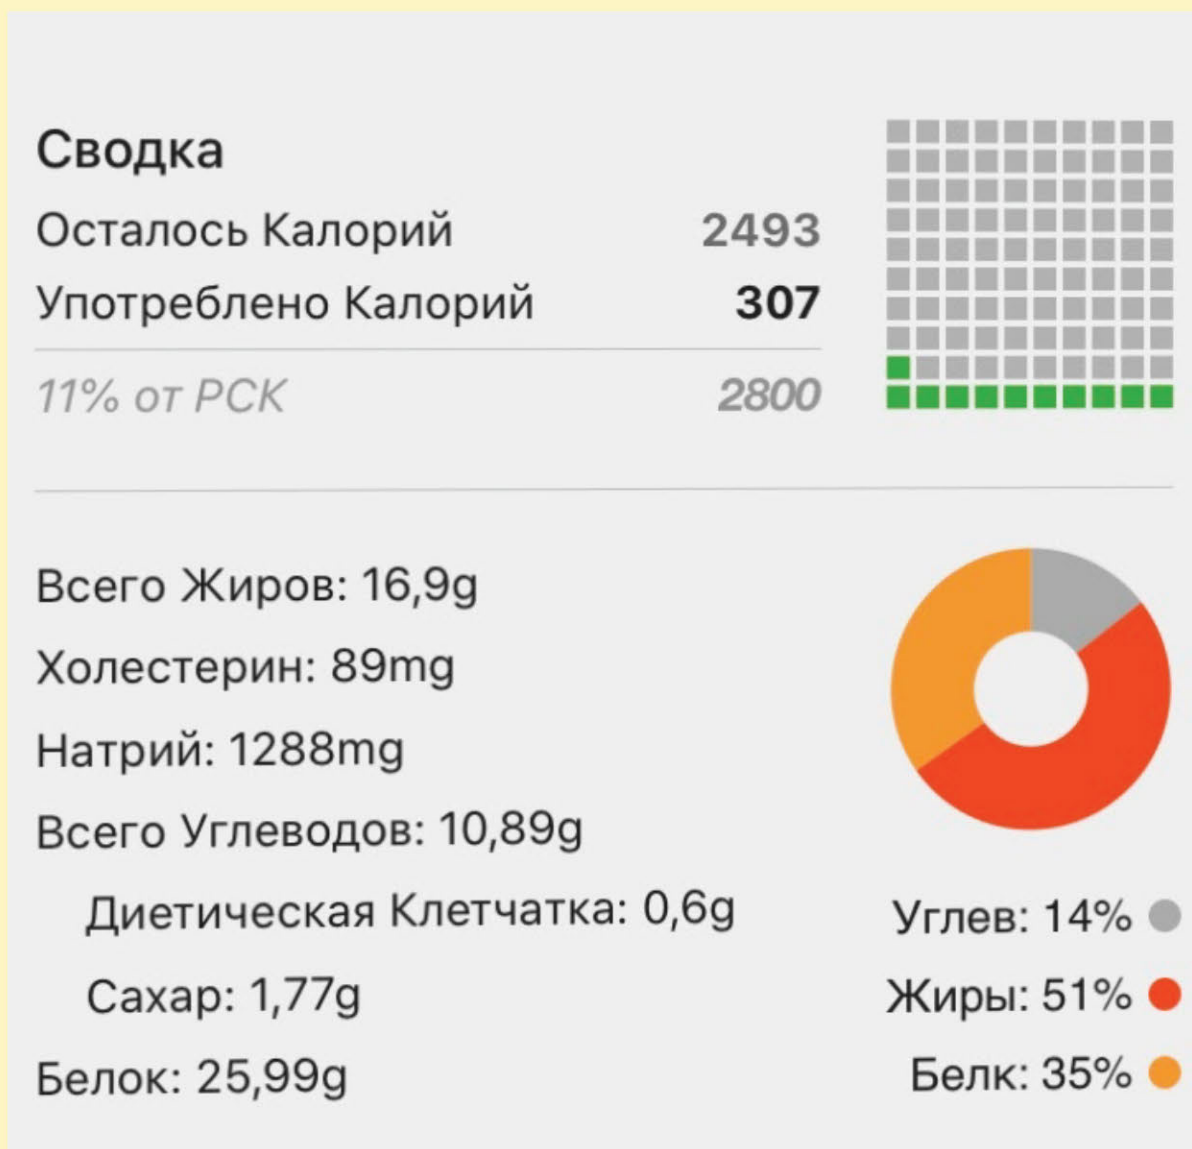 Сводка
Осталось Калорий 2493
Употреблено Калорий 307
11% от РСК 2800
Всего Жиров: 16,9g
Холестерин: 89mg
Натрий: 1288mg
Всего Углеводов: 10,89g
Диетическая Клетчатка: 0,6g
Сахар: 1,77g
Белок: 25,99g
Углев: 14%
Жиры: 51%
Белк: 35%